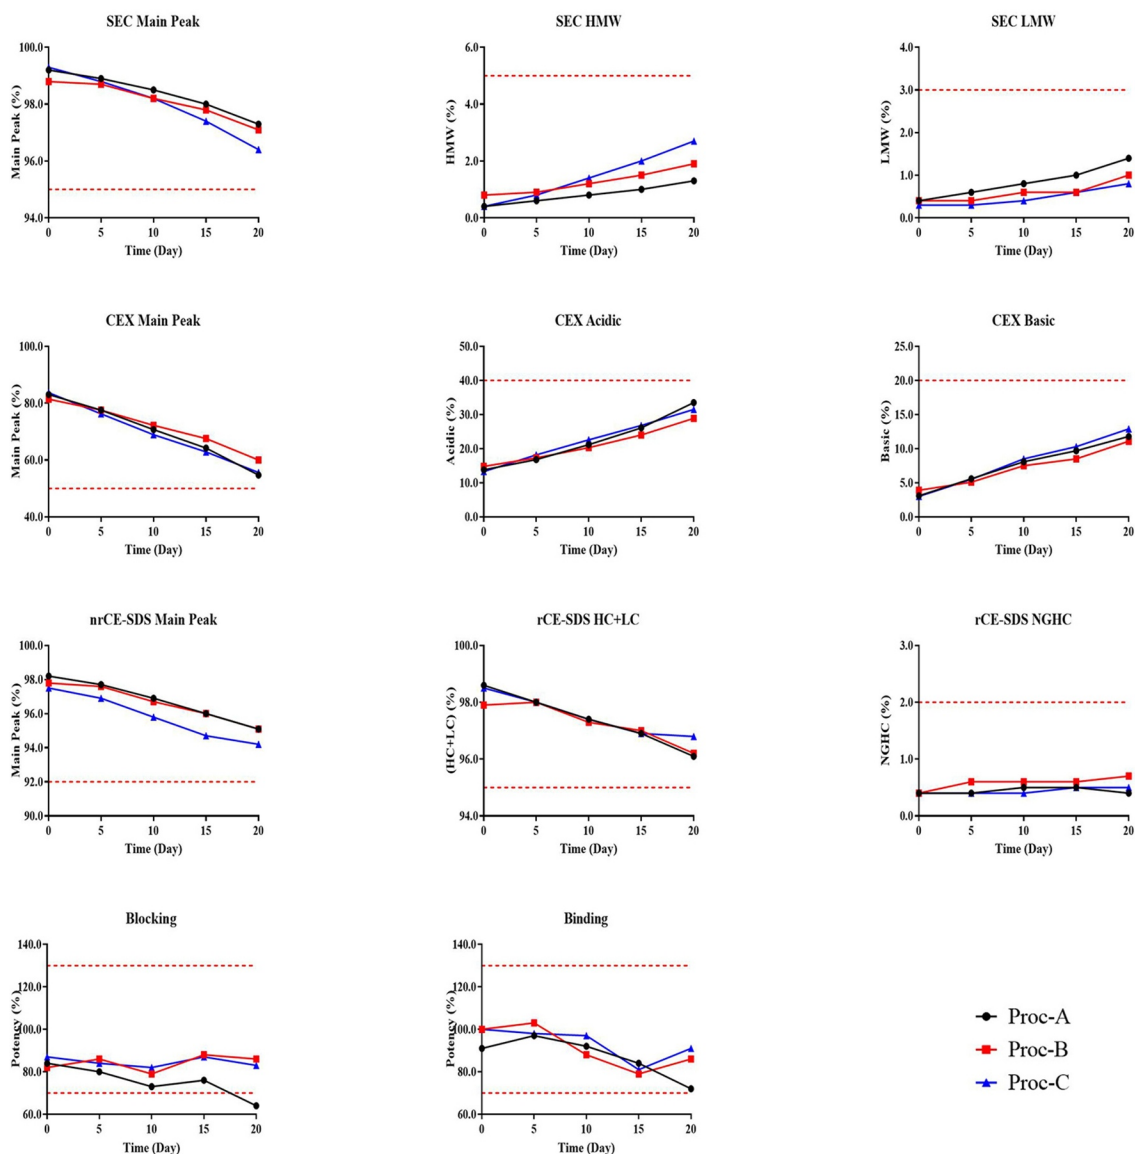 SEC Main Peak
Main Peak (%)
100.0
98.0
96.0
94.0
0 5 10 15 20
Time (Day)
SEC HMW
HMW (%)
6.0
4.0
2.0
0.0
0 5 10 15 20
Time (Day)
SEC LMW
LMW (%)
4.0
3.0
2.0
1.0
0.0
0 5 10 15 20
Time (Day)
CEX Main Peak
Main Peak (%)
100.0
80.0
60.0
40.0
0 5 10 15 20
Time (Day)
CEX Acidic
Acidic (%)
50.0
40.0
30.0
20.0
10.0
0.0
0 5 10 15 20
Time (Day)
CEX Basic
Basic (%)
25.0
20.0
15.0
10.0
5.0
0.0
0 5 10 15 20
Time (Day)
nrCE-SDS Main Peak
Main Peak (%)
100.0
98.0
96.0
94.0
92.0
90.0
0 5 10 15 20
Time (Day)
rCE-SDS HC+LC
(HC+LC) (%)
100.0
98.0
96.0
94.0
0 5 10 15 20
Time (Day)
rCE-SDS NGHC
NGHC (%)
3.0
2.0
1.0
0.0
0 5 10 15 20
Time (Day)
Blocking
Potency (%)
140.0
120.0
100.0
80.0
60.0
0 5 10 15 20
Time (Day)
Binding
Potency (%)
140.0
120.0
100.0
80.0
60.0
0 5 10 15 20
Time (Day)
Proc-A
Proc-B
Proc-C